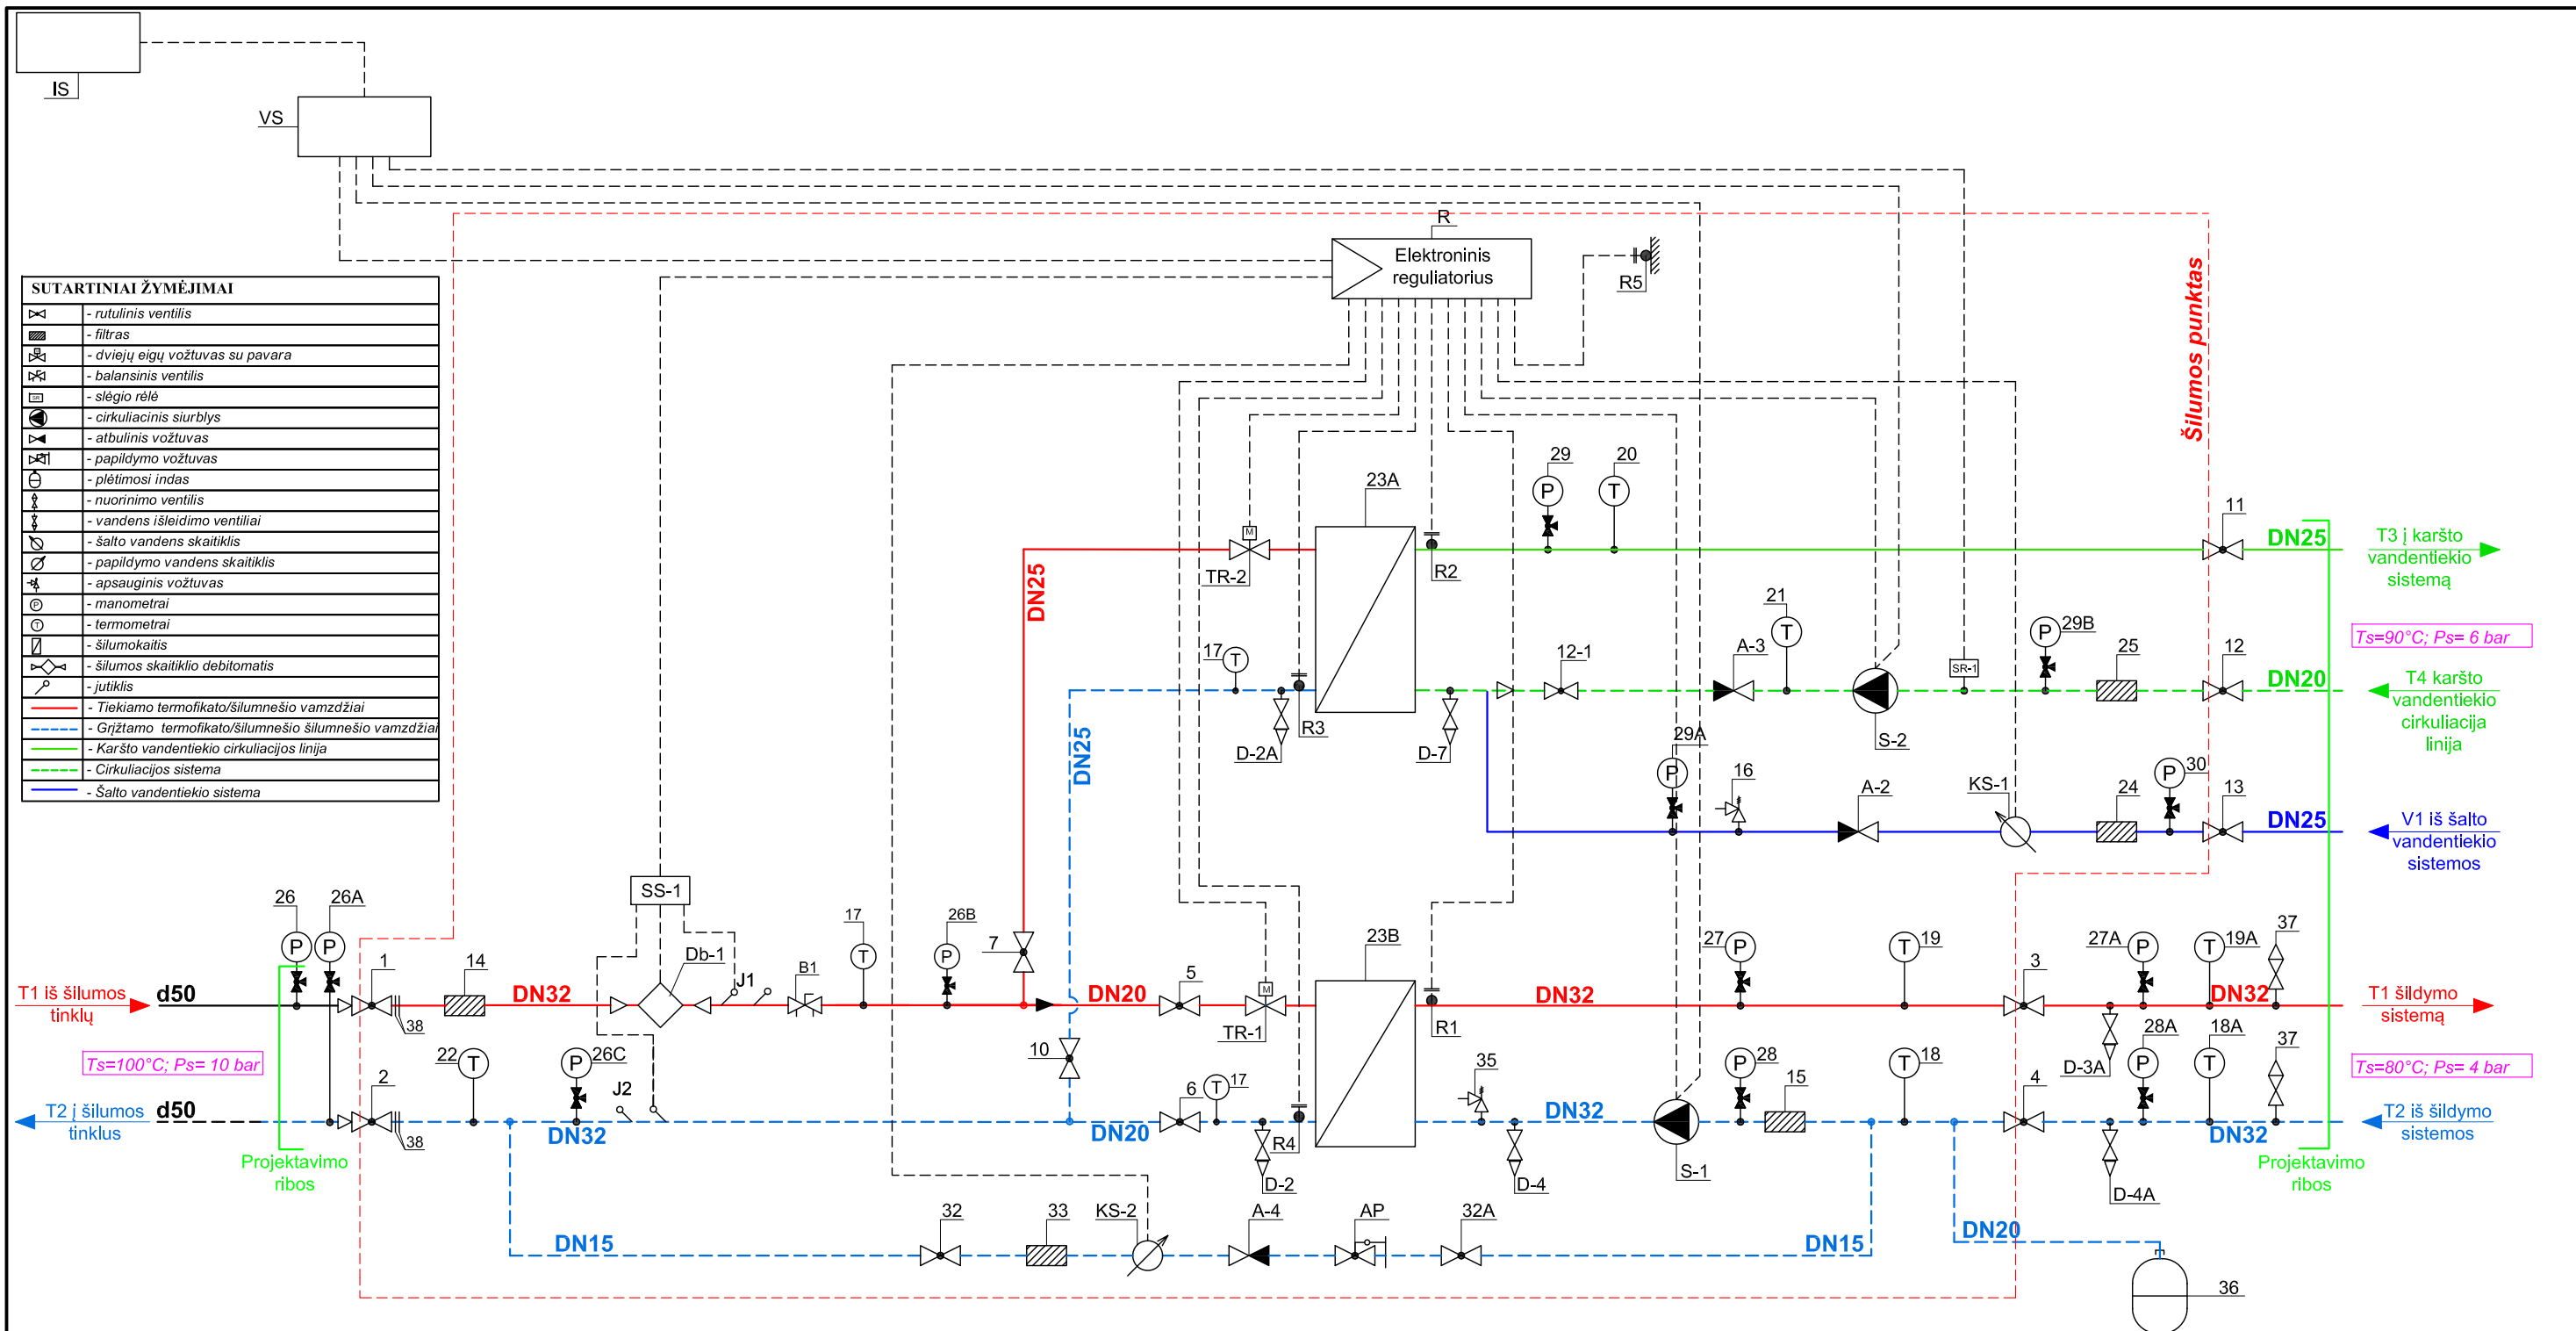 IS
VS
R
Elektroninis
reguliatorius
R5
Šilumos punktas
SUTARTINIAI ŽYMĖJIMAI
- rutulinis ventilis
- filtras
- dviejų eigų vožtuvas su pavara
- balansinis ventilis
SR
- slėgio rėlė
- cirkuliacinis siurblys
- atbulinis vožtuvas
- papildymo vožtuvas
- plėtimosi indas
- nuorinimo ventilis
- vandens išleidimo ventiliai
- šalto vandens skaitiklis
- papildymo vandens skaitiklis
- apsauginis vožtuvas
P
- manometrai
T
- termometrai
- šilumokaitis
- šilumos skaitiklio debitomatis
- jutiklis
- Tiekiamo termofikato/šilumnešio vamzdžiai
- Grįžtamo termofikato/šilumnešio šilumnešio vamzdžiai
- Karšto vandentiekio cirkuliacijos linija
- Cirkuliacijos sistema
- Šalto vandentiekio sistema
23A
29
20
P
T
11
M
TR-2
R2
DN25
DN25
T3 į karšto
vandentiekio
sistemą
21
T
17
T
12-1
A-3
SR-1
P
29B
25
12
Ts=90°C; Ps= 6 bar
DN20
T4 karšto
vandentiekio
cirkuliacija
linija
R3
D-2A
D-7
S-2
DN25
29A
P
16
A-2
KS-1
24
P
30
13
DN25
V1 iš šalto
vandentiekio
sistemos
26
26A
P
P
SS-1
17
T
26B
P
7
23B
27
P
T
19
27A
P
T
19A
37
1
14
Db-1
J1
B1
5
3
T1 iš šilumos
tinklų
d50
DN32
DN20
M
TR-1
R1
DN32
DN32
T1 šildymo
sistemą
38
Ts=100°C; Ps= 10 bar
22
T
P
26C
10
35
P
28
T
18
D-3A
28A
P
18A
T
37
Ts=80°C; Ps= 4 bar
2
J2
6
T
17
15
4
T2 į šilumos
tinklus
d50
38
DN32
DN20
R4
DN32
DN32
T2 iš šildymo
sistemos
Projektavimo
ribos
D-2
D-4
S-1
D-4A
Projektavimo
ribos
DN15
32
33
KS-2
A-4
AP
32A
DN15
DN20
36